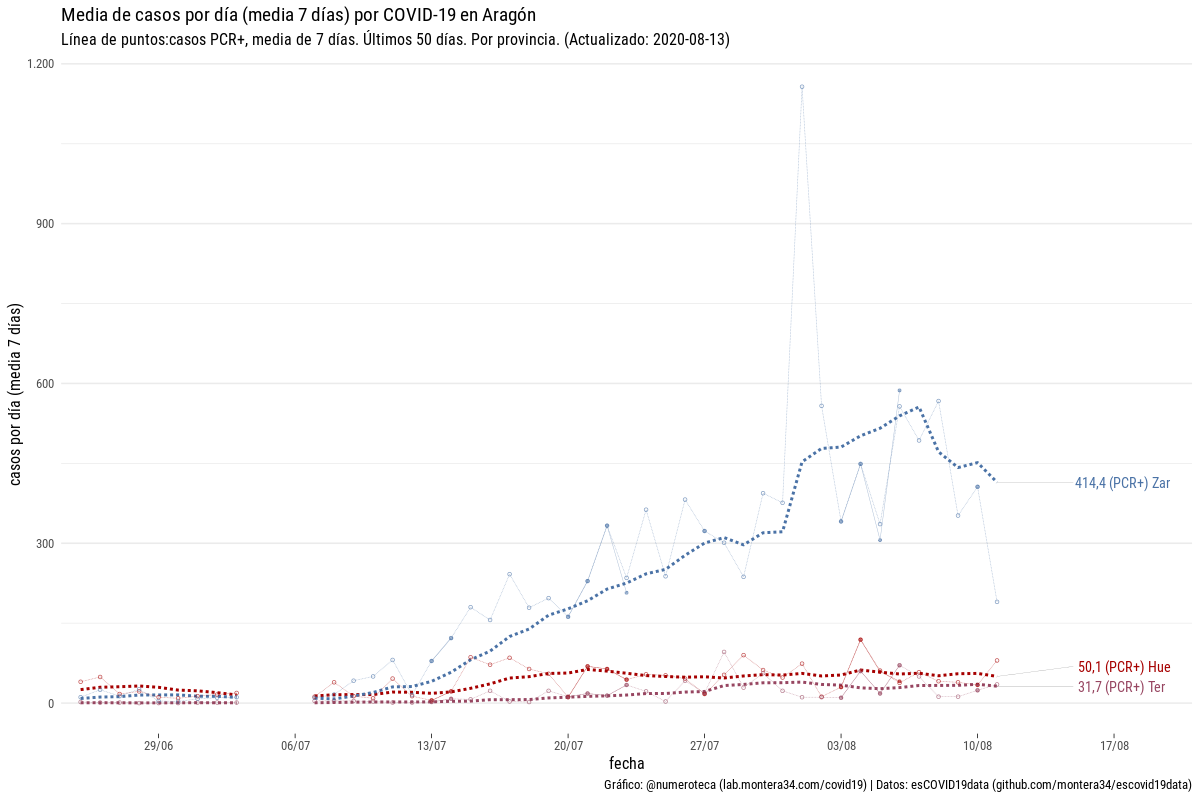 Media de casos por día (media 7 días) por COVID-19 en Aragón
Línea de puntos:casos PCR+, media de 7 días. Últimos 50 días. Por provincia. (Actualizado: 2020-08-13)
casos por día (media 7 días)
1.200
900
600
300
0
414,4 (PCR+) Zar
50,1 (PCR+) Hue
31,7 (PCR+) Ter
29/06
06/07
13/07
20/07
27/07
03/08
10/08
17/08
fecha
Gráfico: @numeroteca (lab.montera34.com/covid19) | Datos: esCOVID19data (github.com/montera34/escovid19data)